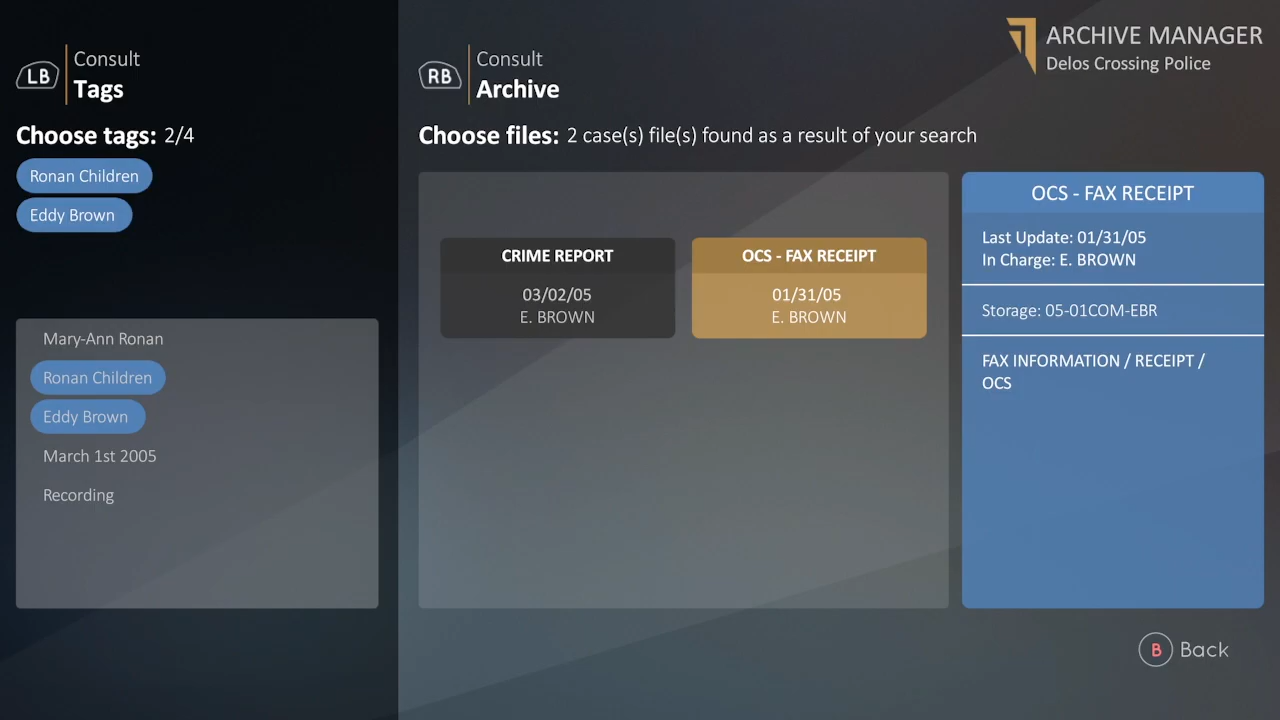 LB
Consult
Tags
Choose tags: 2/4
Ronan Children
Eddy Brown
Mary-Ann Ronan
Ronan Children
Eddy Brown
March 1st 2005
Recording
RB
Consult
Archive
Choose files: 2 case(s) file(s) found as a result of your search
CRIME REPORT
03/02/05
E. BROWN
OCS - FAX RECEIPT
01/31/05
E. BROWN
ARCHIVE MANAGER
Delos Crossing Police
OCS - FAX RECEIPT
Last Update: 01/31/05
In Charge: E. BROWN
Storage: 05-01COM-EBR
FAX INFORMATION / RECEIPT /
OCS
B Back